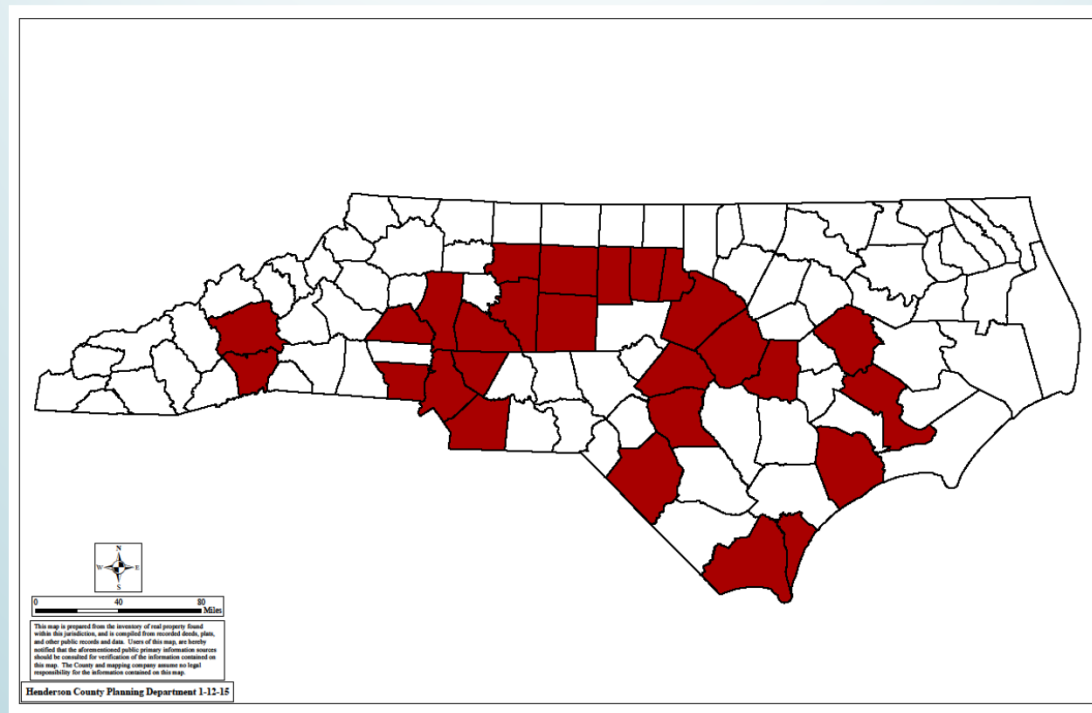 N
W E
S
0 40 80
Miles
This map is prepared from the inventory of real property found
within this jurisdiction, and is compiled from recorded deeds, plats,
and other public records and data. Users of this map, are hereby
notified that the aforementioned public primary information sources
should be consulted for verification of the information contained on
this map. The County and mapping company assume no legal
responsibility for the information contained on this map.
Henderson County Planning Department 1-12-15